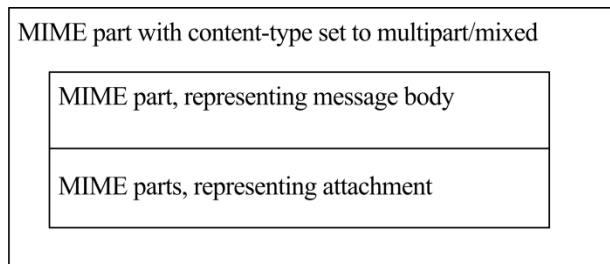 MIME part with content-type set to multipart/mixed
MIME part, representing message body
MIME parts, representing attachment